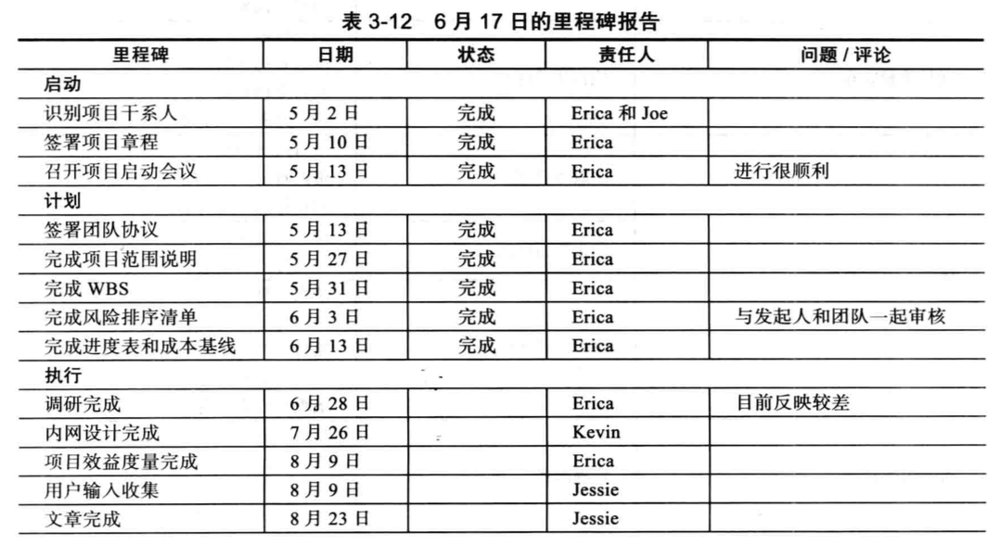 表 3-12 6 月 17 日的里程碑报告
里程碑 日期 状态 责任人 问题 / 评论
启动
识别项目干系人 5 月 2 日 完成 Erica 和 Joe
签署项目章程 5 月 10 日 完成 Erica
召开项目启动会议 5 月 13 日 完成 Erica 进行很顺利
计划
签署团队协议 5 月 13 日 完成 Erica
完成项目范围说明 5 月 27 日 完成 Erica
完成 WBS 5 月 31 日 完成 Erica
完成风险排序清单 6 月 3 日 完成 Erica 与发起人和团队一起审核
完成进度表和成本基线 6 月 13 日 完成 Erica
执行
调研完成 6 月 28 日 Erica 目前反映较差
内网设计完成 7 月 26 日 Kevin
项目效益度量完成 8 月 9 日 Erica
用户输入收集 8 月 9 日 Jessie
文章完成 8 月 23 日 Jessie